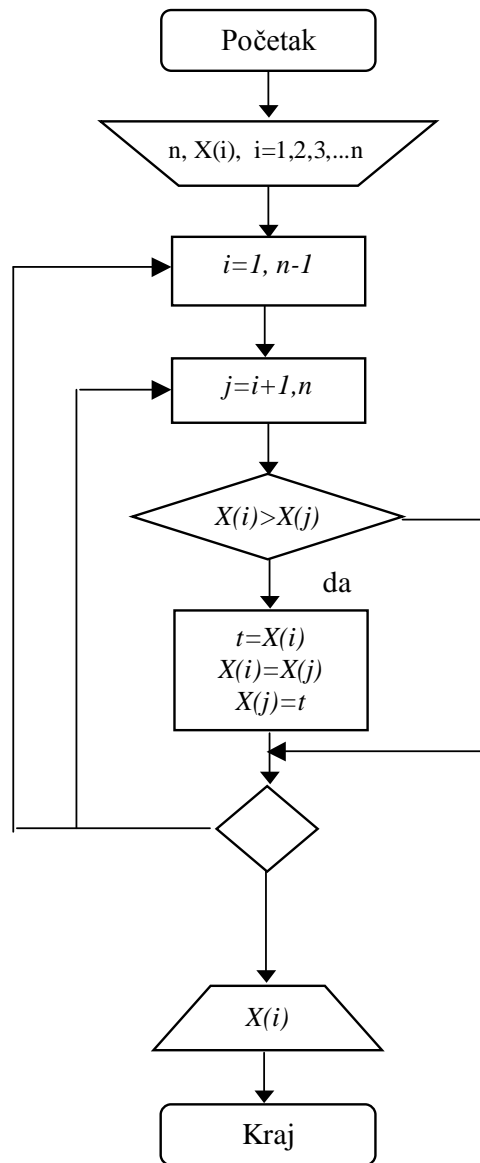 Početak
n, X(i), i=1,2,3,...n
i=1, n-1
j=i+1,n
X(i)>X(j)
da
t=X(i)
X(i)=X(j)
X(j)=t
X(i)
Kraj